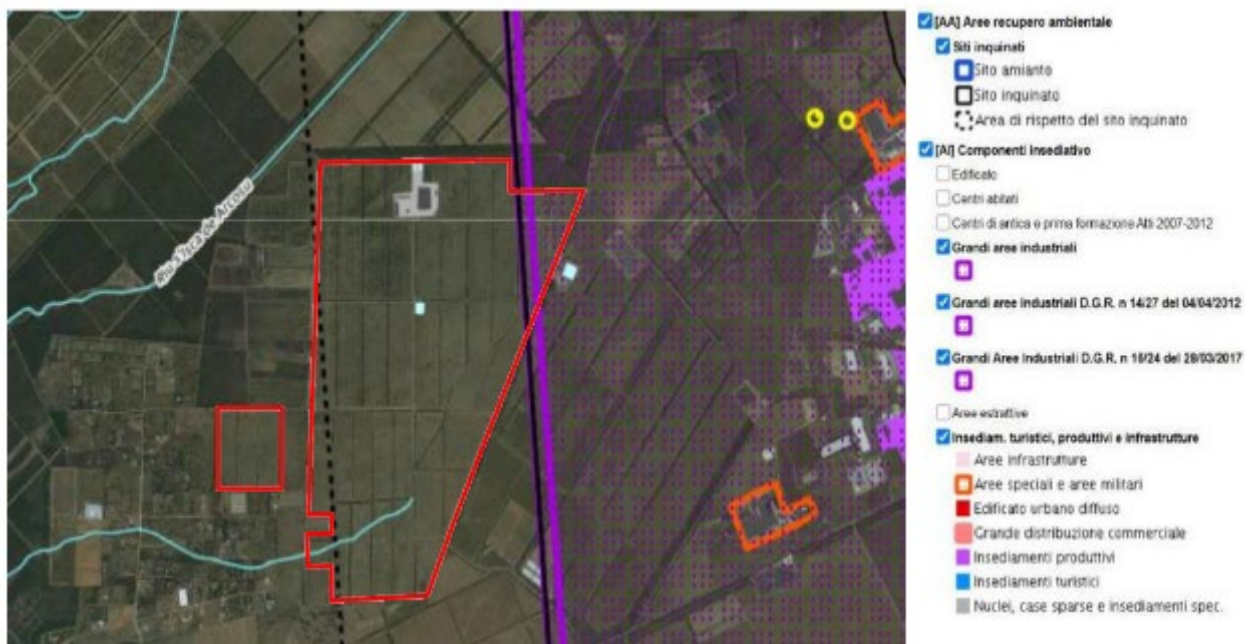 Riu s'Isca de Arcosu
[AA] Aree recupero ambientale
Siti inquinati
Sito amianto
Sito inquinato
Area di rispetto del sito inquinato
[AI] Componenti insediativo
Edificato
Centri abitati
Centri di antica e prima formazione Atti 2007-2012
Grandi aree industriali
Grandi aree industriali D.G.R. n 14/27 del 04/04/2012
Grandi Aree Industriali D.G.R. n 16/24 del 28/03/2017
Aree estrattive
Insediam. turistici, produttivi e infrastrutture
Aree infrastrutture
Aree speciali e aree militari
Edificato urbano diffuso
Grande distribuzione commerciale
Insediamenti produttivi
Insediamenti turistici
Nuclei, case sparse e insediamenti spec.